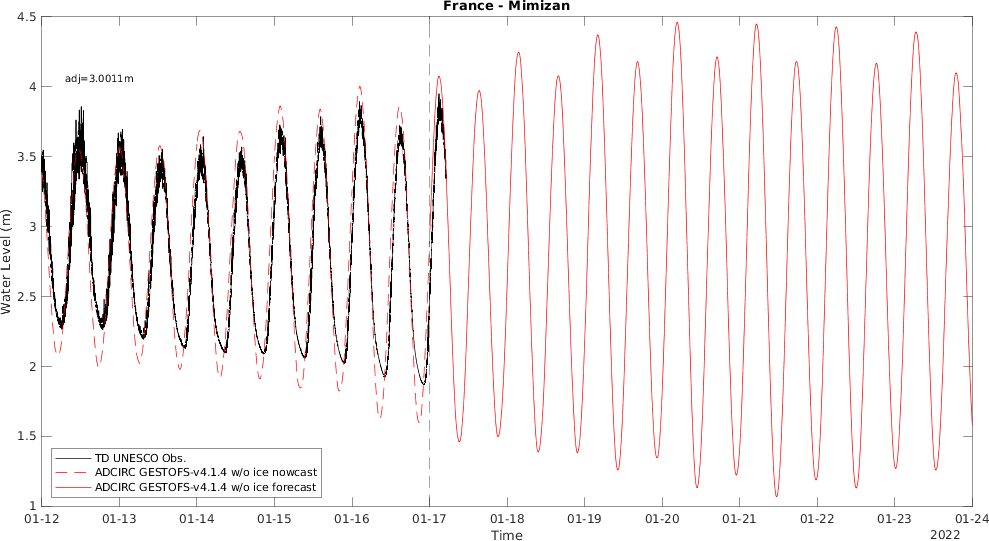 France - Mimizan
4.5
4
3.5
3
2.5
2
1.5
1
Water Level (m)
adj=3.0011m
TD UNESCO Obs.
ADCIRC GESTOFS-v4.1.4 w/o ice nowcast
ADCIRC GESTOFS-v4.1.4 w/o ice forecast
01-12 01-13 01-14 01-15 01-16 01-17 01-18 01-19 01-20 01-21 01-22 01-23 01-24
Time
2022